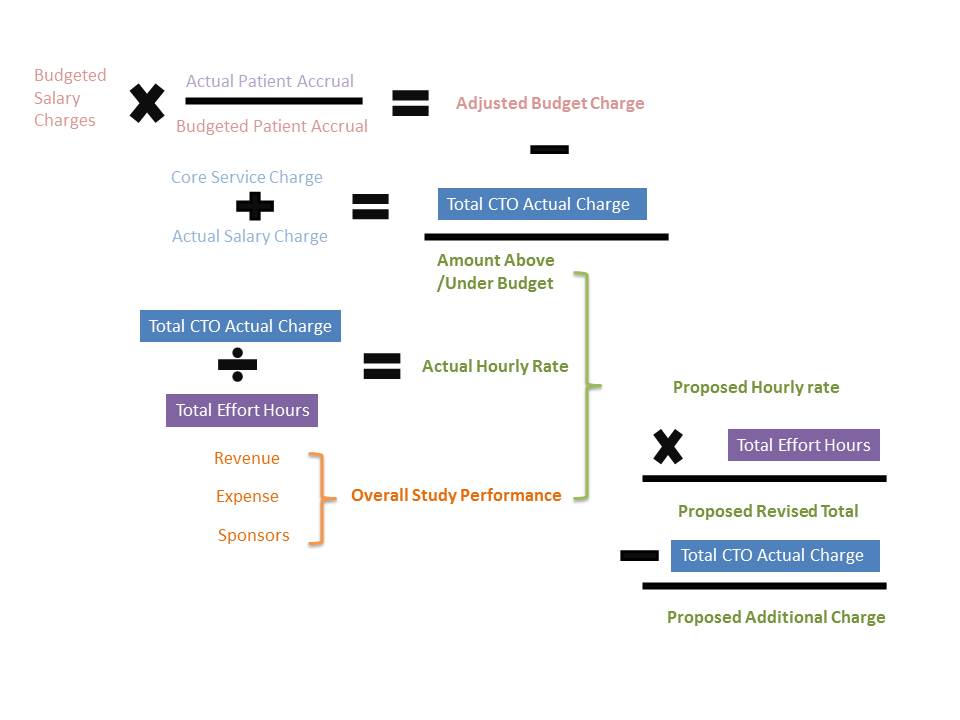 Budgeted
Salary
Charges
Actual Patient Accrual
Budgeted Patient Accrual
Adjusted Budget Charge
Core Service Charge
Actual Salary Charge
Total CTO Actual Charge
Amount Above
/Under Budget
Total CTO Actual Charge
Total Effort Hours
Actual Hourly Rate
Revenue
Expense
Sponsors
Overall Study Performance
Proposed Hourly rate
Total Effort Hours
Proposed Revised Total
Total CTO Actual Charge
Proposed Additional Charge